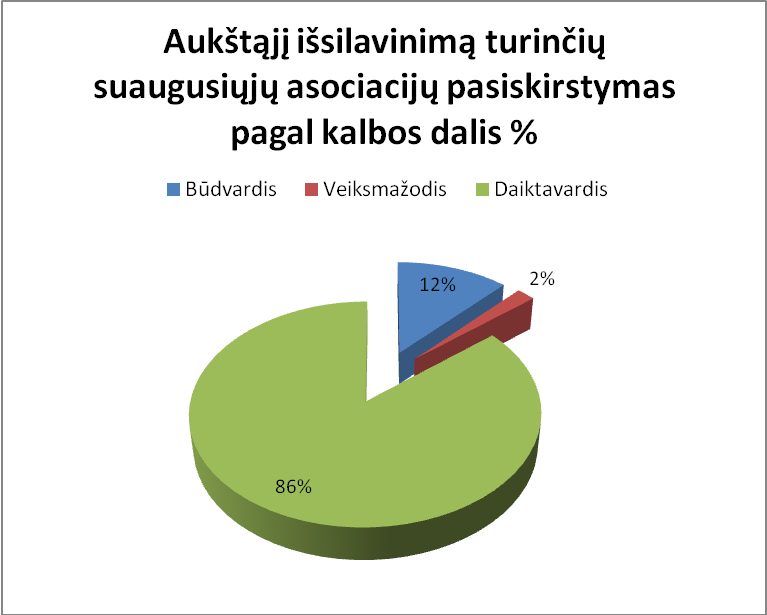 Aukštąjį išsilavinimą turinčių
suaugusiųjų asociacijų pasiskirstymas
pagal kalbos dalis %
Būdvardis Veiksmažodis Daiktavardis
12%
2%
86%